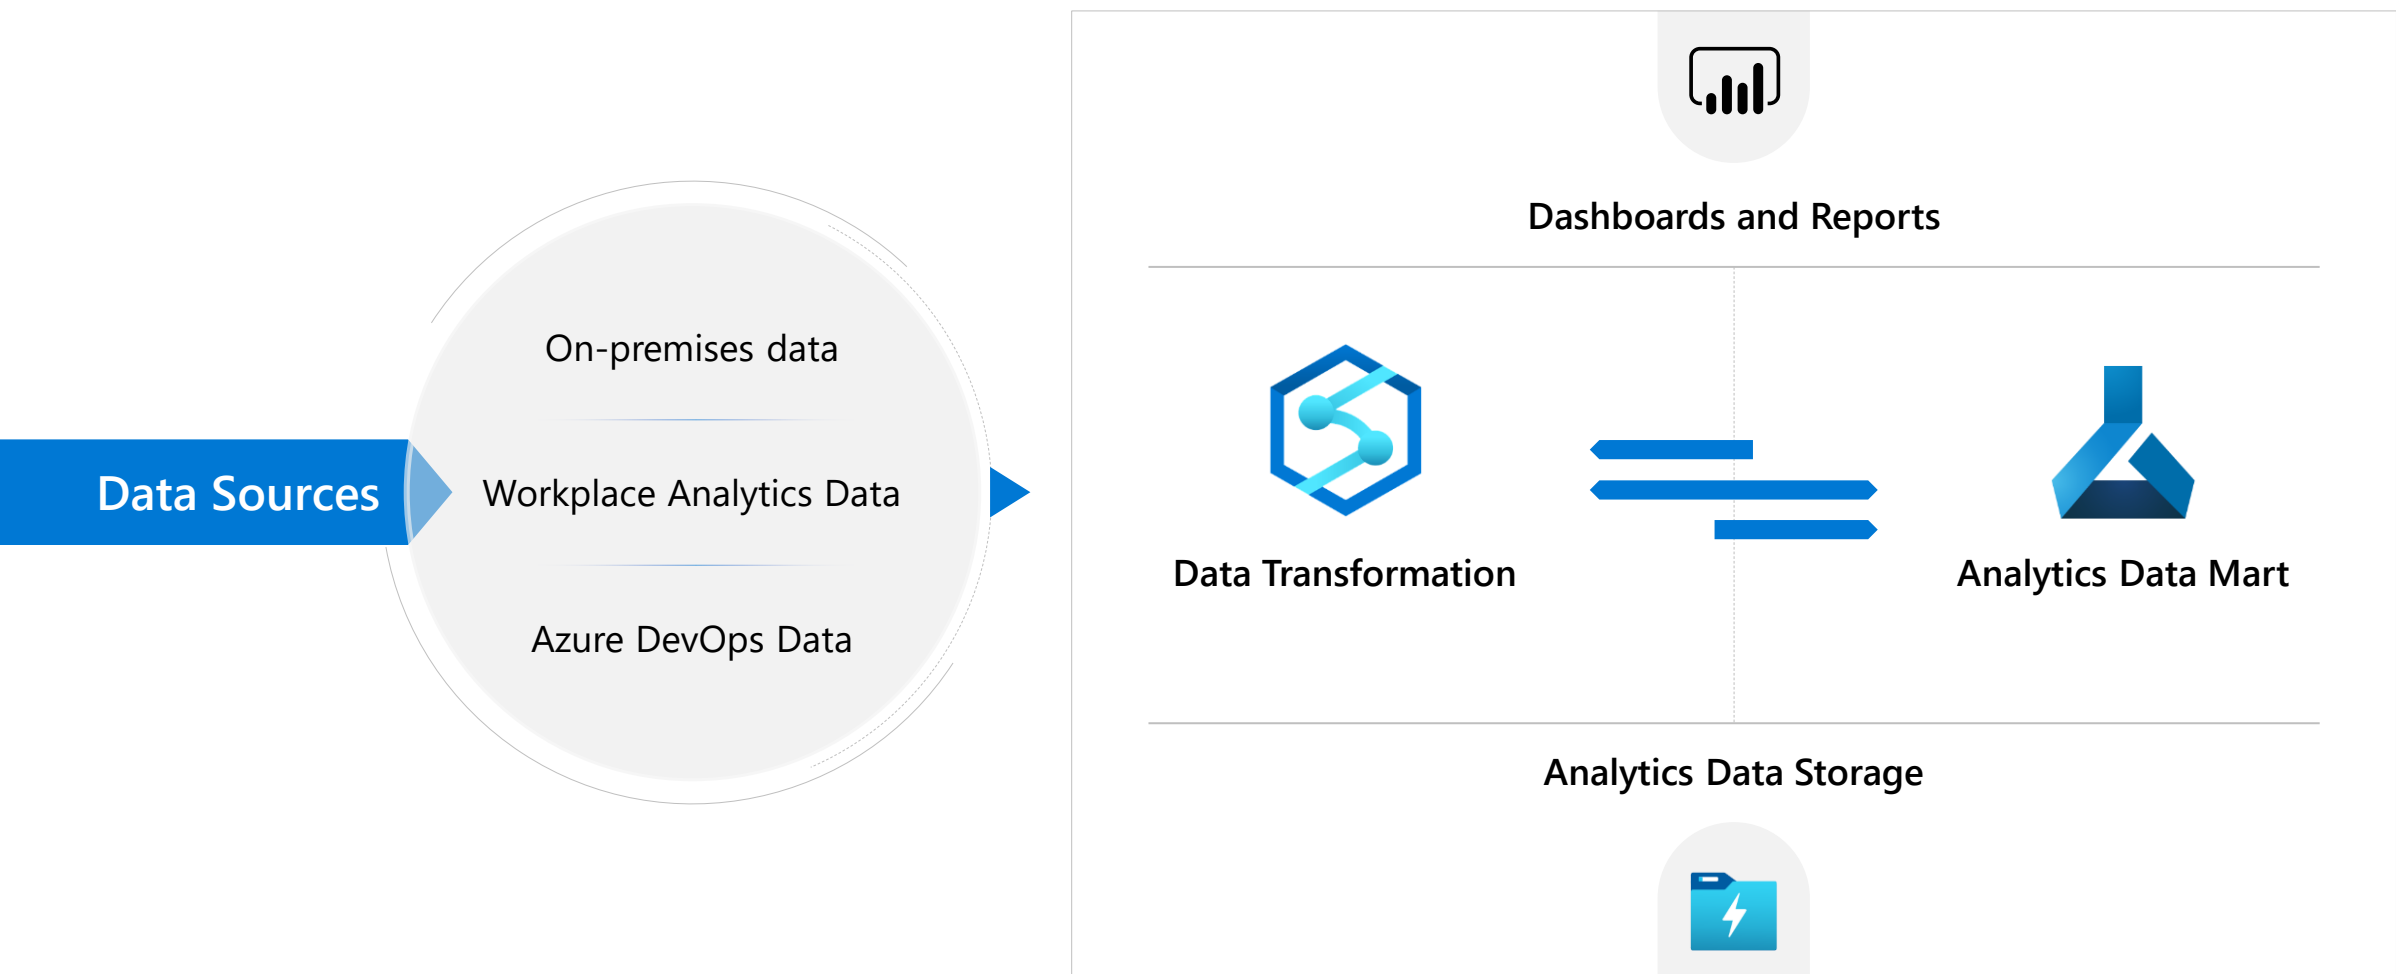 Data Sources
On-premises data
Workplace Analytics Data
Azure DevOps Data
Dashboards and Reports
Data Transformation
Analytics Data Mart
Analytics Data Storage